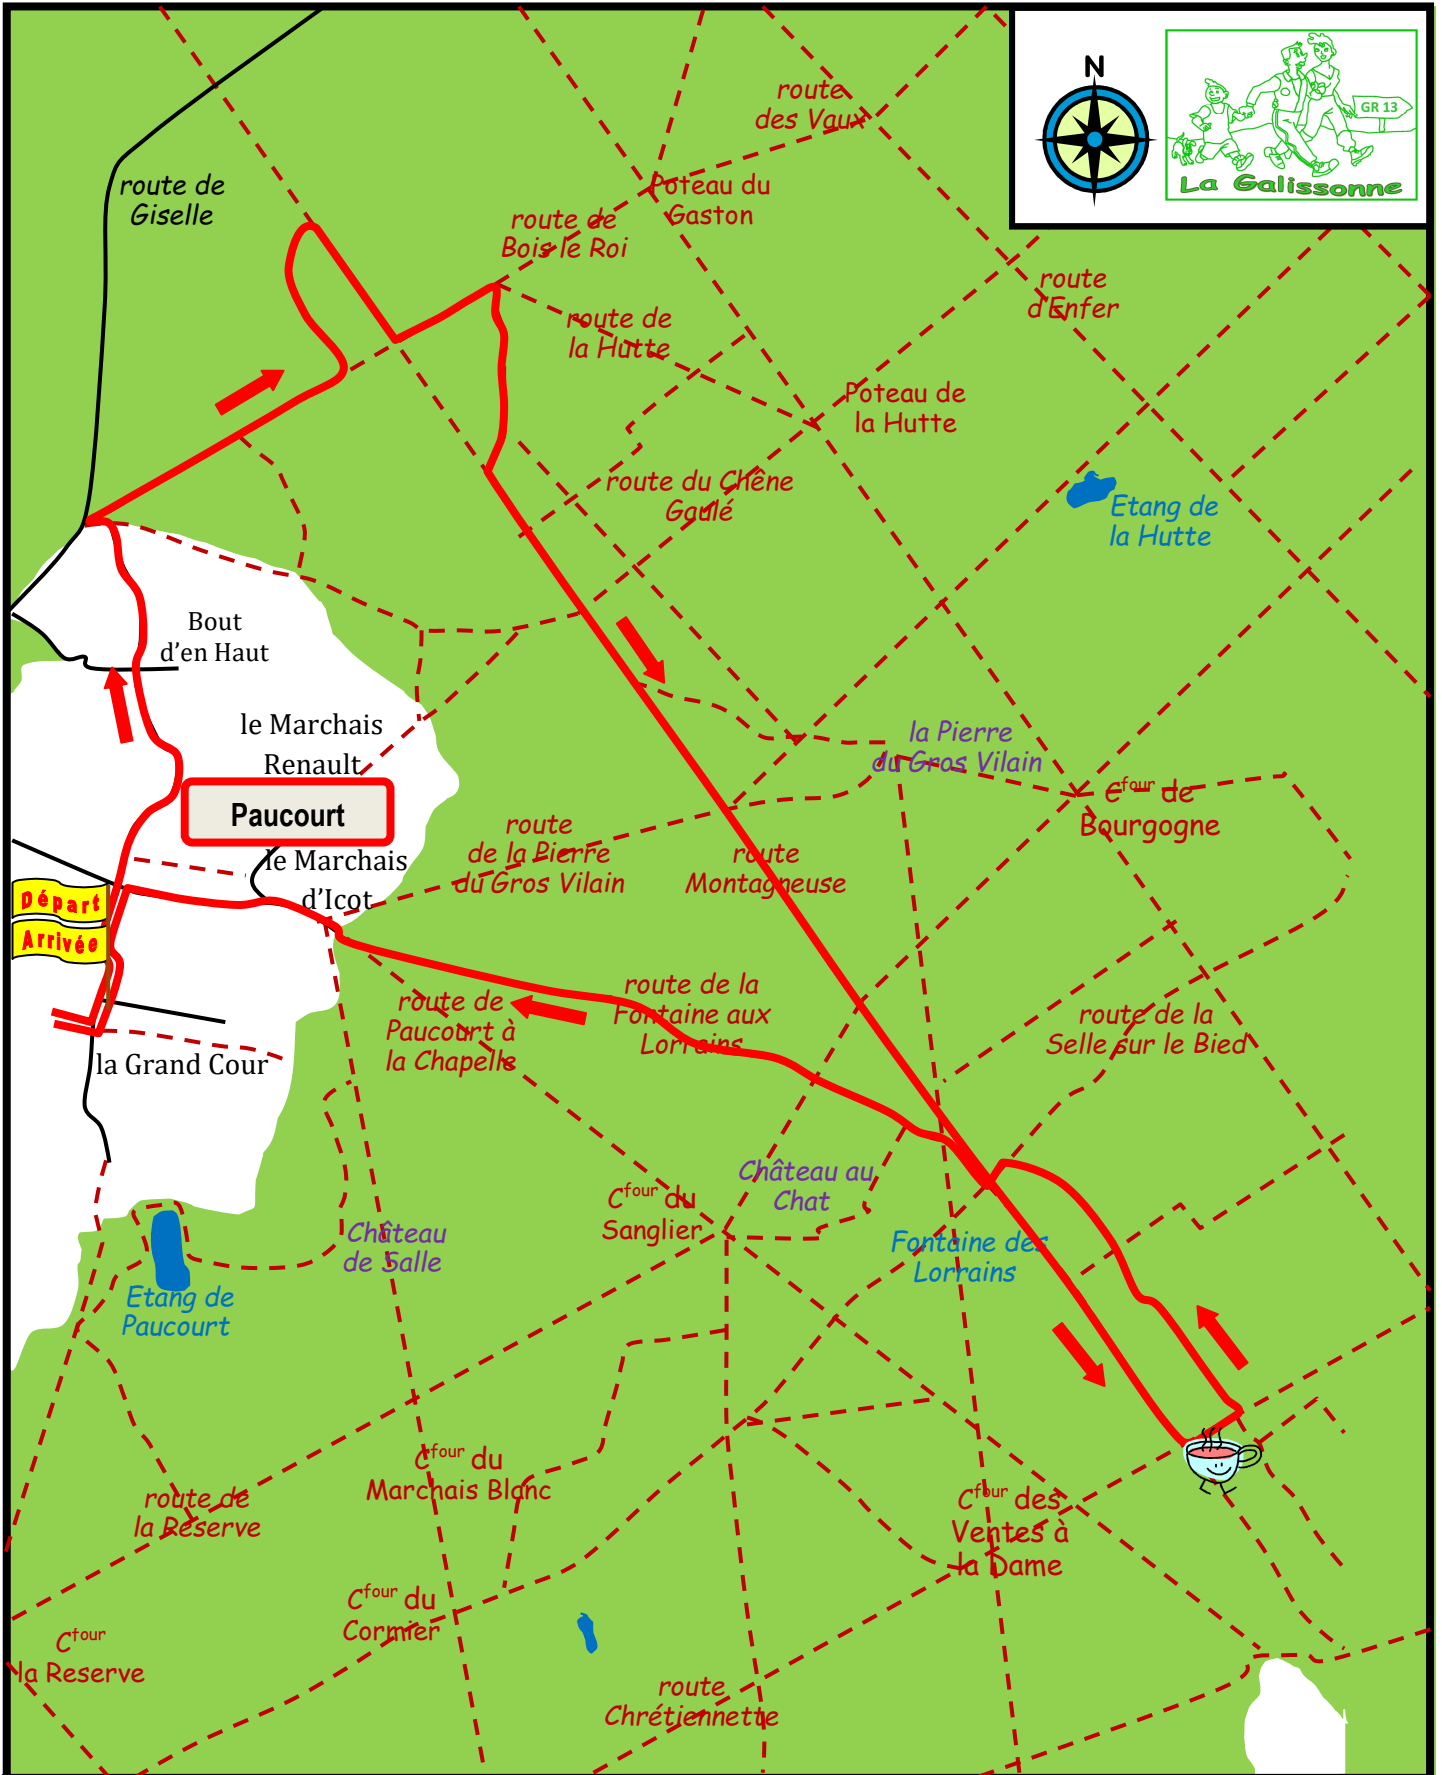 N
GR 13
La Galissonne
route
des Vaux
route de
Giselle
Poteau du
Gaston
route de
Bois le Roi
route
d'Enfer
route de
la Hutte
Poteau de
la Hutte
route du Chêne
Gaulé
Etang de
la Hutte
Bout
d'en Haut
le Marchais
Renault
la Pierre
du Gros Vilain
Paucourt
Cfour de
Bourgogne
route
de la Pierre
du Gros Vilain
route
Montagneuse
le Marchais
d'Icot
Départ
Arrivée
route de
Paucourt à
la Chapelle
route de la
Fontaine aux
Lorrains
route de la
Selle sur le Bied
la Grand Cour
Château au
Chat
Cfour du
Sanglier
Château
de Salle
Fontaine des
Lorrains
Etang de
Paucourt
Cfour du
Marchais Blanc
route de
la Réserve
Cfour des
Ventes à
la Dame
Cfour du
Cormier
Cfour
la Reserve
route
Chrétiennette